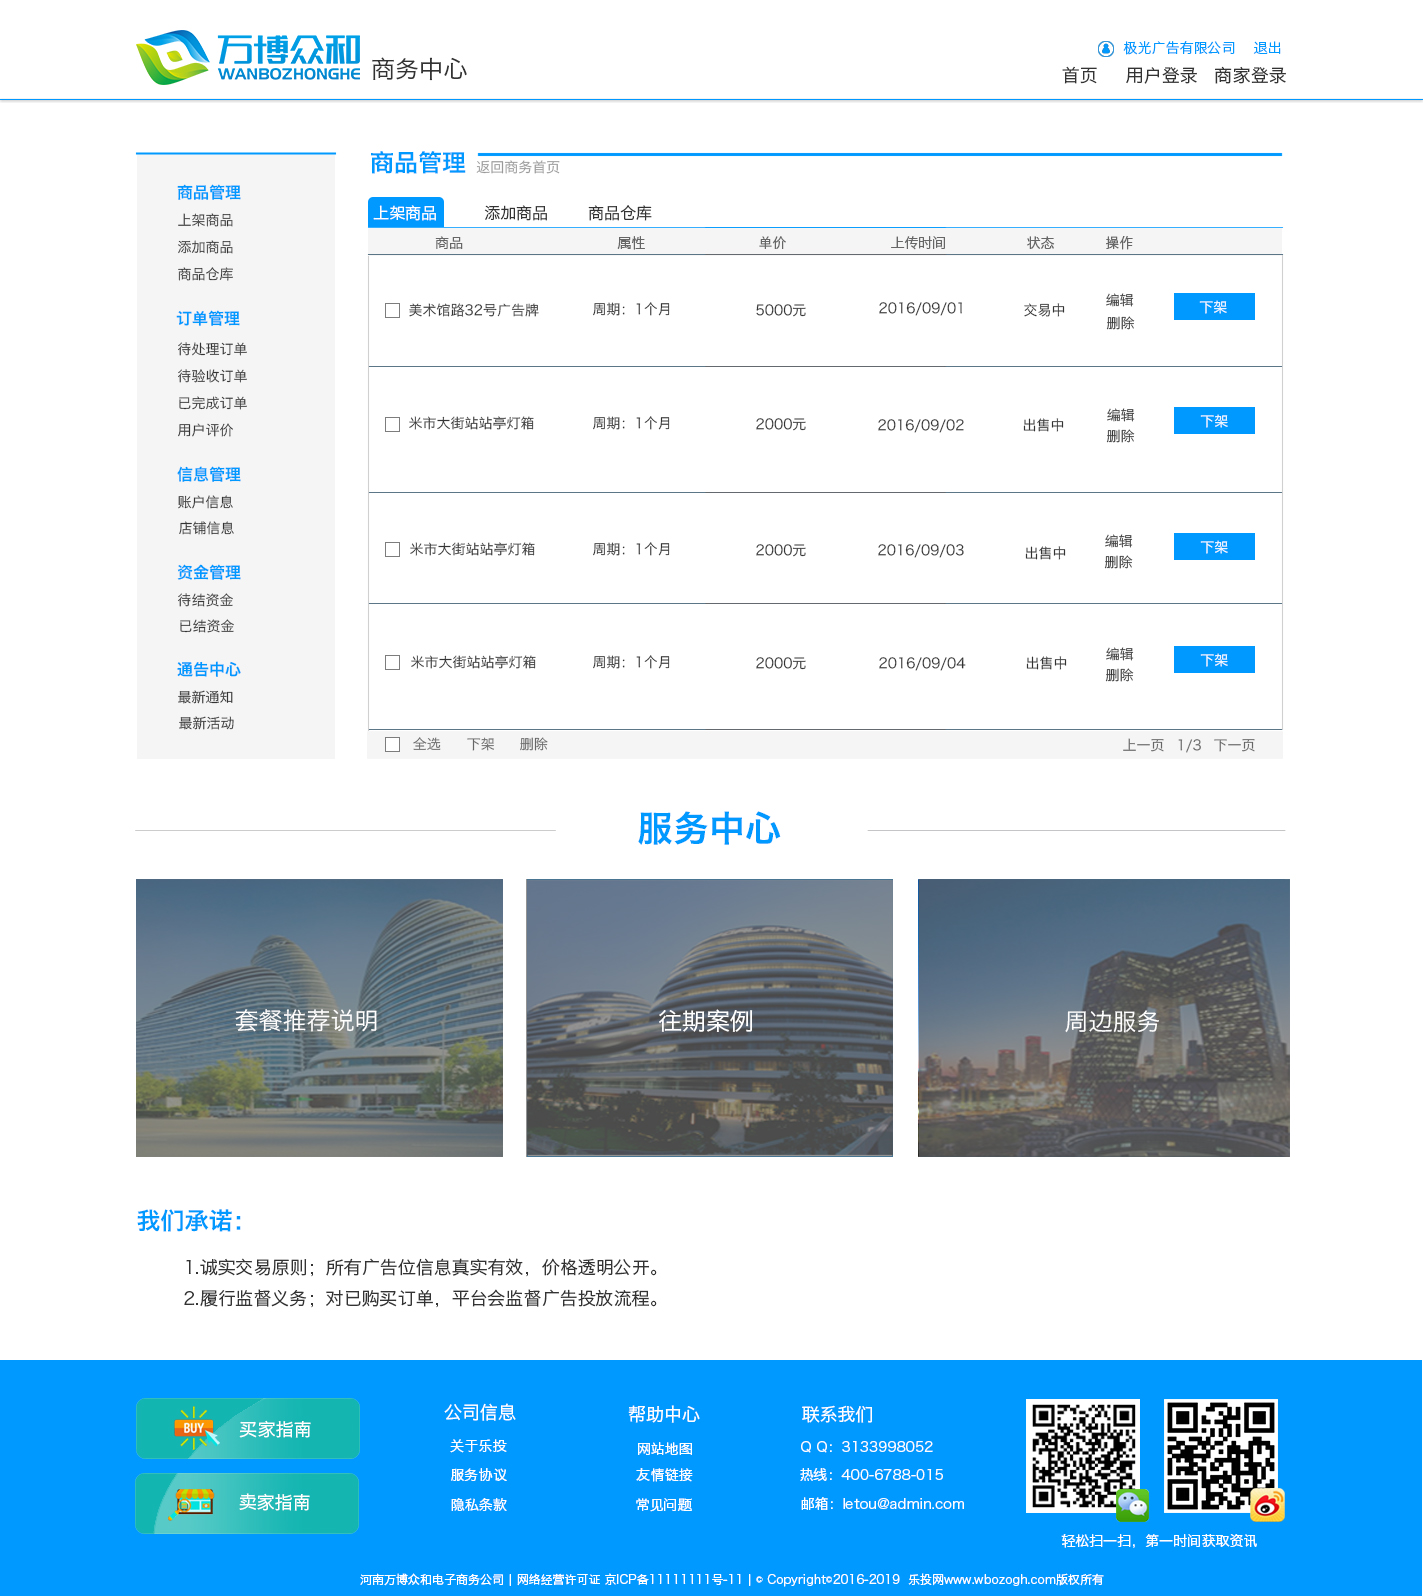 万博众和
WANBOZHONGHE
商务中心
极光广告有限公司 退出
首页 用户登录 商家登录
商品管理
上架商品
添加商品
商品仓库
订单管理
待处理订单
待验收订单
已完成订单
用户评价
信息管理
账户信息
店铺信息
资金管理
待结资金
已结资金
通告中心
最新通知
最新活动
商品管理 返回商务首页
上架商品 添加商品 商品仓库
商品 属性 单价 上传时间 状态 操作
美术馆路32号广告牌 周期：1个月 5000元 2016/09/01 交易中 编辑 下架
删除
米市大街站站亭灯箱 周期：1个月 2000元 2016/09/02 出售中 编辑 下架
删除
米市大街站站亭灯箱 周期：1个月 2000元 2016/09/03 出售中 编辑 下架
删除
米市大街站站亭灯箱 周期：1个月 2000元 2016/09/04 出售中 编辑 下架
删除
全选 下架 删除 上一页 1/3 下一页
服务中心
套餐推荐说明
往期案例
周边服务
我们承诺：
1.诚实交易原则；所有广告位信息真实有效，价格透明公开。
2.履行监督义务；对已购买订单，平台会监督广告投放流程。
BUY 买家指南
卖家指南
公司信息
关于乐投
服务协议
隐私条款
帮助中心
网站地图
友情链接
常见问题
联系我们
Q Q：3133998052
热线：400-6788-015
邮箱：letou@admin.com
轻松扫一扫，第一时间获取资讯
河南万博众和电子商务公司 | 网络经营许可证 京ICP备11111111号-11 | © Copyright©2016-2019 乐投网www.wbozogh.com版权所有